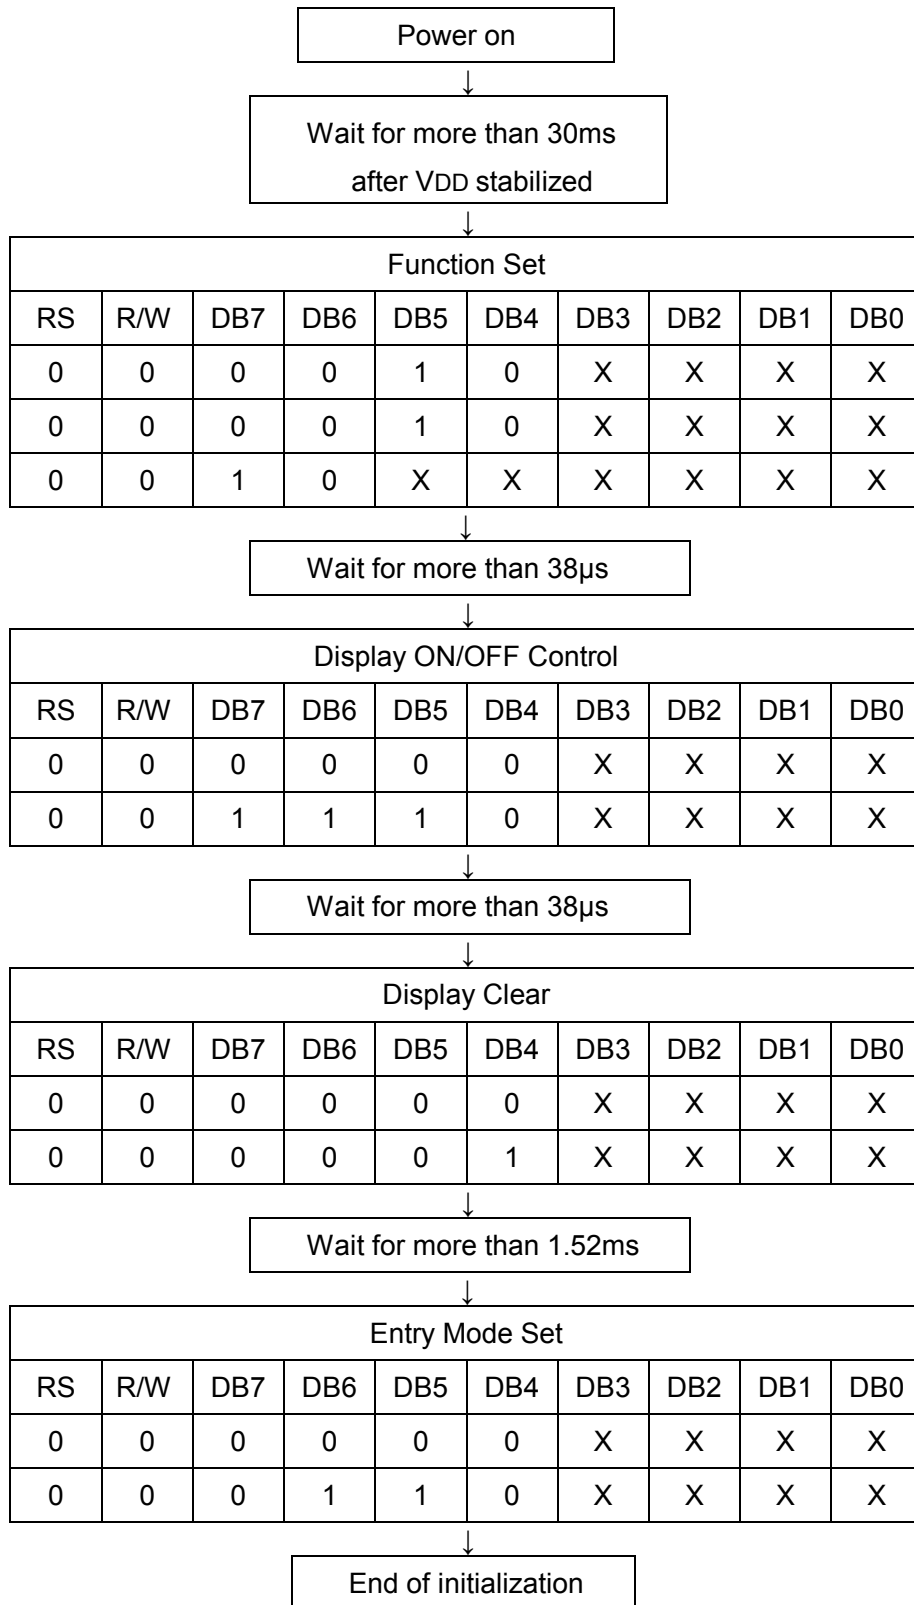 Power on
↓
Wait for more than 30ms
after VDD stabilized
↓
Function Set
RS R/W DB7 DB6 DB5 DB4 DB3 DB2 DB1 DB0
0 0 0 0 1 0 X X X X
0 0 0 0 1 0 X X X X
0 0 1 0 X X X X X X
↓
Wait for more than 38µs
↓
Display ON/OFF Control
RS R/W DB7 DB6 DB5 DB4 DB3 DB2 DB1 DB0
0 0 0 0 0 0 X X X X
0 0 1 1 1 0 X X X X
↓
Wait for more than 38µs
↓
Display Clear
RS R/W DB7 DB6 DB5 DB4 DB3 DB2 DB1 DB0
0 0 0 0 0 0 X X X X
0 0 0 0 0 1 X X X X
↓
Wait for more than 1.52ms
↓
Entry Mode Set
RS R/W DB7 DB6 DB5 DB4 DB3 DB2 DB1 DB0
0 0 0 0 0 0 X X X X
0 0 0 1 1 0 X X X X
↓
End of initialization